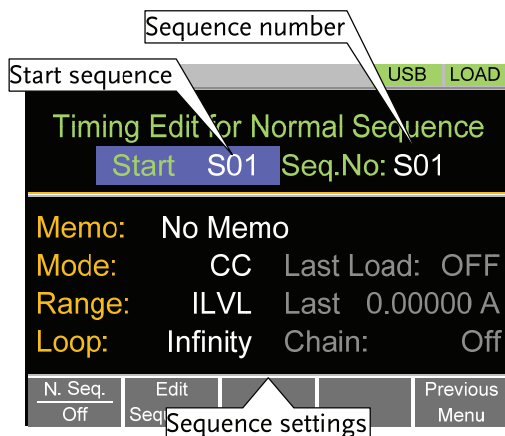 Sequence number
Start sequence
USB LOAD
Timing Edit for Normal Sequence
Start S01 Seq.No: S01
Memo: No Memo
Mode: CC Last Load: OFF
Range: ILVL Last 0.00000 A
Loop: Infinity Chain: Off
N. Seq. Edit Previous
Off Menu
Sequence settings